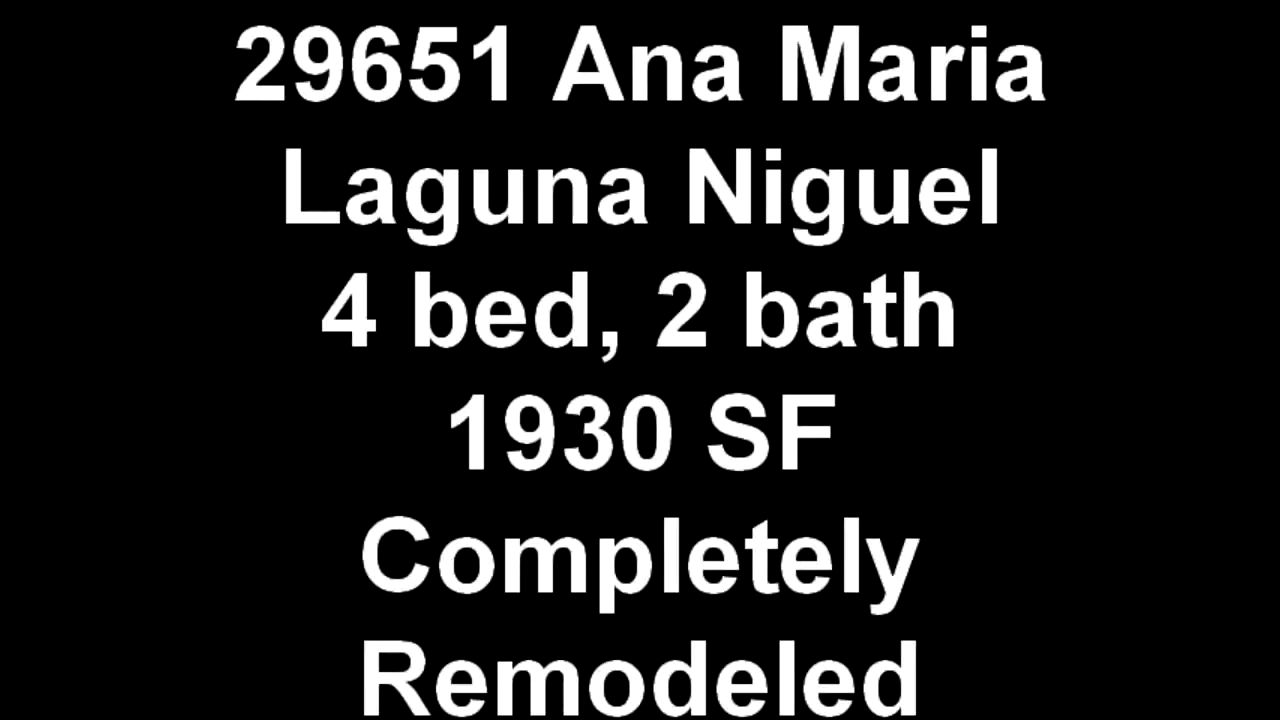 29651 Ana Maria
Laguna Niguel
4 bed, 2 bath
1930 SF
Completely
Remodeled